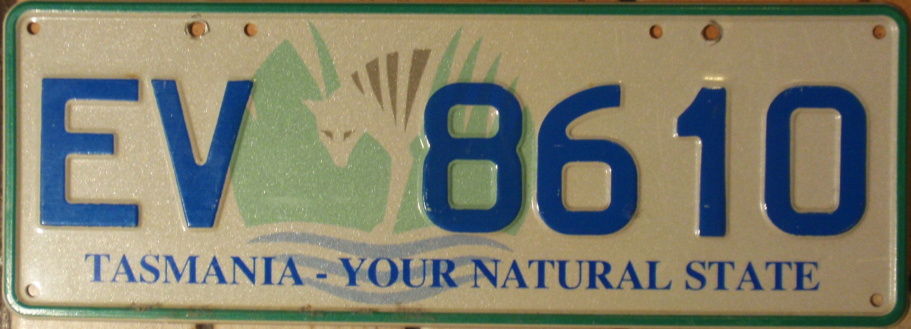 EV 8610
TASMANIA - YOUR NATURAL STATE